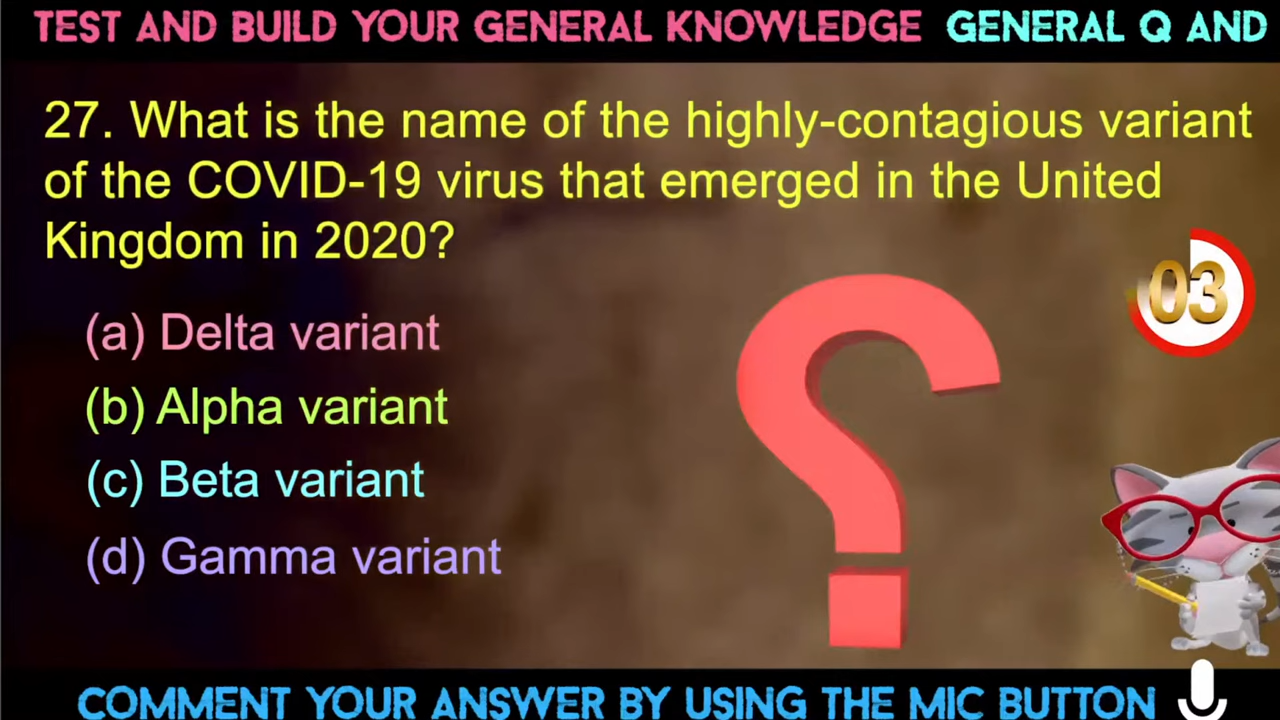 TEST AND BUILD YOUR GENERAL KNOWLEDGE GENERAL Q AND
27. What is the name of the highly-contagious variant
of the COVID-19 virus that emerged in the United
Kingdom in 2020?
03
(a) Delta variant
(b) Alpha variant
(c) Beta variant
(d) Gamma variant
COMMENT YOUR ANSWER BY USING THE MIC BUTTON